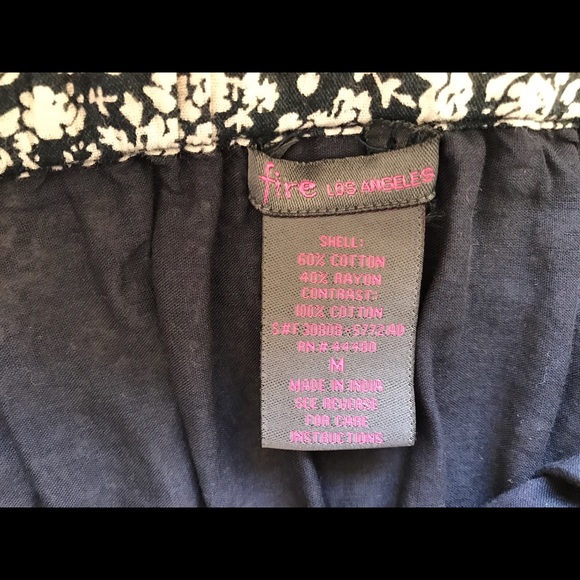 fire LOS ANGELES
SHELL:
60% COTTON
40% RAYON
CONTRAST:
100% COTTON
M
MADE IN INDIA
SEE REVERSE
FOR CARE
INSTRUCTIONS